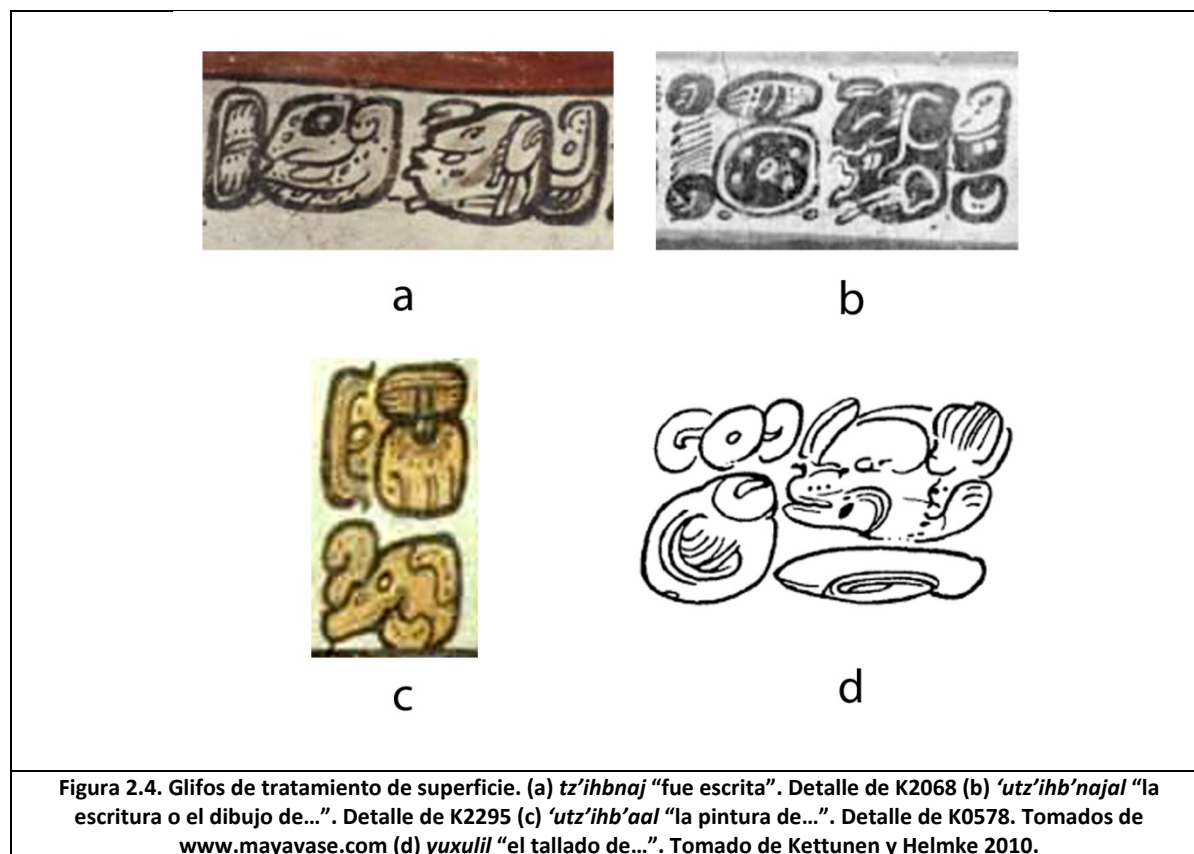 a
b
c
d
Figura 2.4. Glifos de tratamiento de superficie. (a) tz’ihbnaj “fue escrita”. Detalle de K2068 (b) ‘utz’ihb’najal “la
escritura o el dibujo de…”. Detalle de K2295 (c) ‘utz’ihb’aal “la pintura de…”. Detalle de K0578. Tomados de
www.mayavase.com (d) yuxulil “el tallado de…”. Tomado de Kettunen y Helmke 2010.